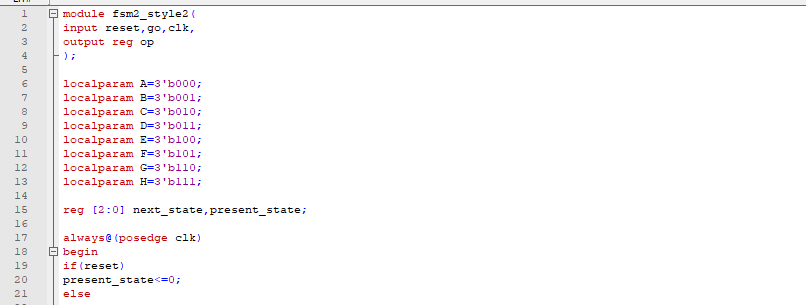 1 module fsm2_style2(
2 input reset,go,clk,
3 output reg op
4 );
5
6 localparam A=3'b000;
7 localparam B=3'b001;
8 localparam C=3'b010;
9 localparam D=3'b011;
10 localparam E=3'b100;
11 localparam F=3'b101;
12 localparam G=3'b110;
13 localparam H=3'b111;
14
15 reg [2:0] next_state,present_state;
16
17 always@(posedge clk)
18 begin
19 if(reset)
20 present_state<=0;
21 else